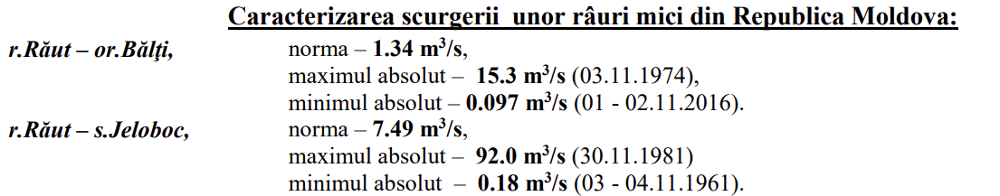 Caracterizarea scurgerii unor râuri mici din Republica Moldova:
r.Răut – or.Bălţi, norma – 1.34 m³/s,
maximul absolut – 15.3 m³/s (03.11.1974),
minimul absolut – 0.097 m³/s (01 - 02.11.2016).
r.Răut – s.Jeloboc, norma – 7.49 m³/s,
maximul absolut – 92.0 m³/s (30.11.1981)
minimul absolut – 0.18 m³/s (03 - 04.11.1961).